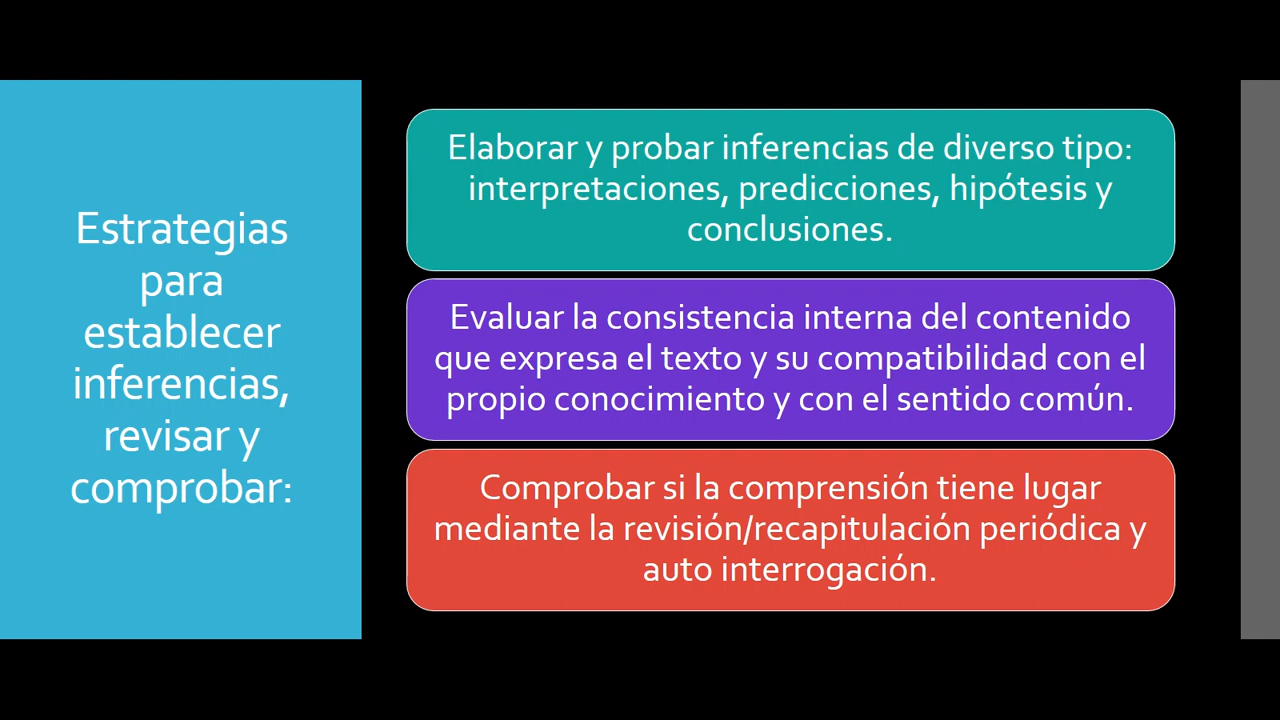 Estrategias
para
establecer
inferencias,
revisar y
comprobar:
Elaborar y probar inferencias de diverso tipo:
interpretaciones, predicciones, hipótesis y
conclusiones.
Evaluar la consistencia interna del contenido
que expresa el texto y su compatibilidad con el
propio conocimiento y con el sentido común.
Comprobar si la comprensión tiene lugar
mediante la revisión/recapitulación periódica y
auto interrogación.